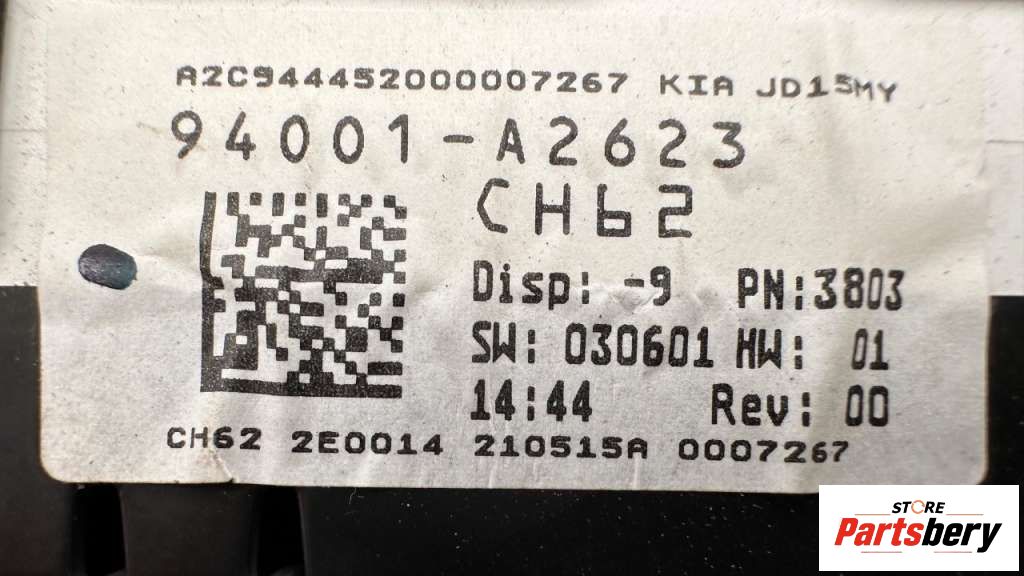 A2C944452000007267 KIA JD15MY
94001-A2623
CH62
Disp: -9 PN:3803
SW: 030601 HW: 01
14:44 Rev: 00
CH62 2E0014 210515A 0007267
STORE
Partsbery